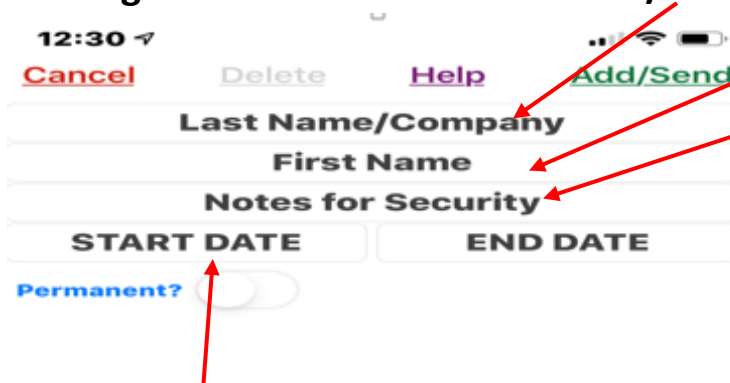 12:30
Cancel Delete Help Add/Send
Last Name/Company
First Name
Notes for Security
START DATE END DATE
Permanent?